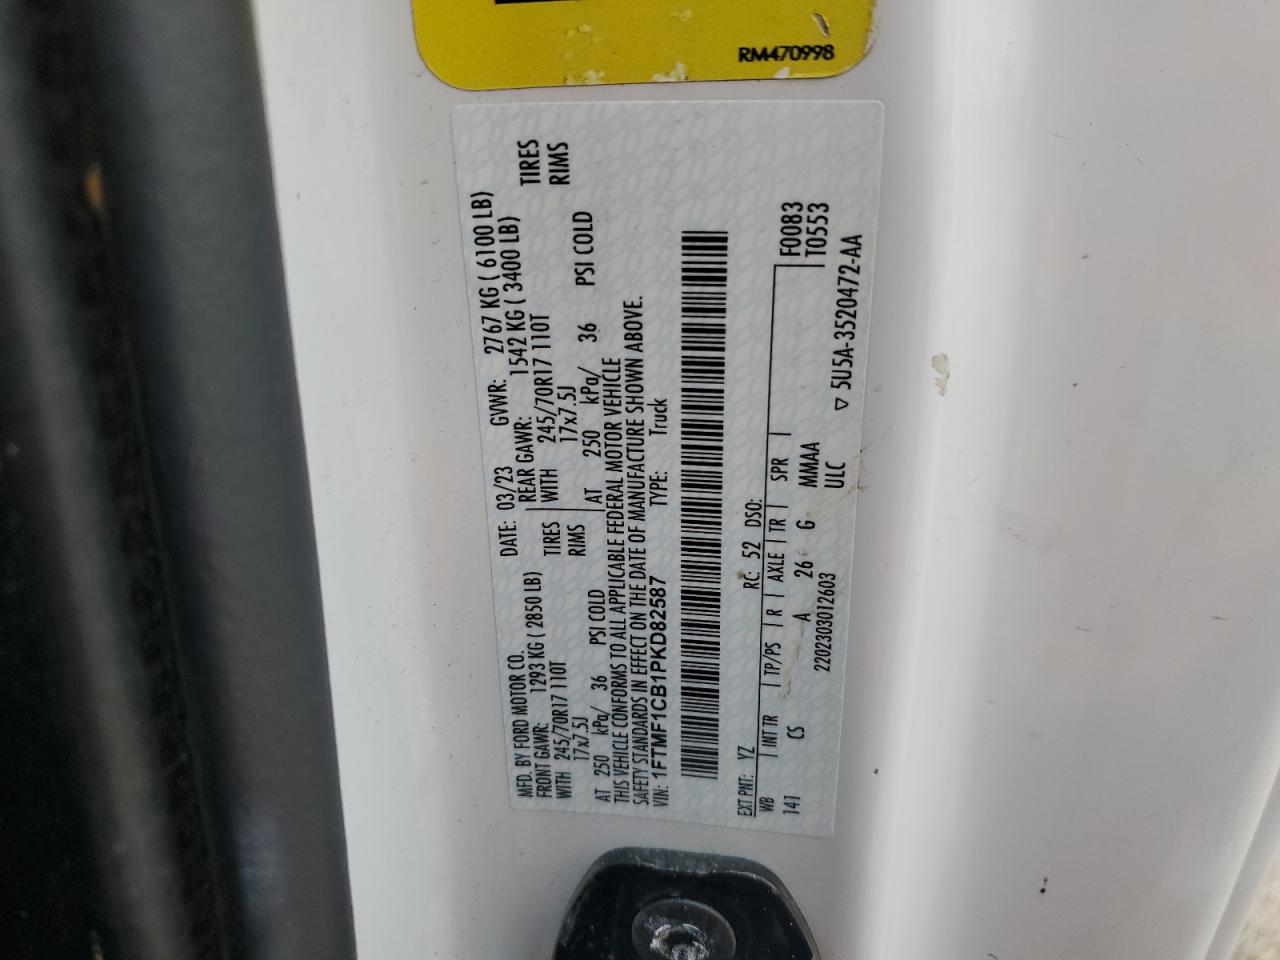 RM470998
MFD. BY FORD MOTOR CO. DATE: 03/23 GVWR: 2767 KG ( 6100 LB)
FRONT GAWR: 1293 KG ( 2850 LB) REAR GAWR: 1542 KG ( 3400 LB)
WITH 245/70R17 110T TIRES WITH 245/70R17 110T TIRES
17x7.5J RIMS 17x7.5J RIMS
AT 250 kPa/ 36 PSI COLD AT 250 kPa/ 36 PSI COLD
THIS VEHICLE CONFORMS TO ALL APPLICABLE FEDERAL MOTOR VEHICLE
SAFETY STANDARDS IN EFFECT ON THE DATE OF MANUFACTURE SHOWN ABOVE.
VIN: 1FTMF1CB1PKD82587 TYPE: Truck
EXT PNT: YZ RC: 52 DSO:
WB INT TR TP/PS R AXLE TR SPR F0083
141 CS A 26 G MMAA T0553
2202303012603 ULC
▽ 5U5A-3520472-AA